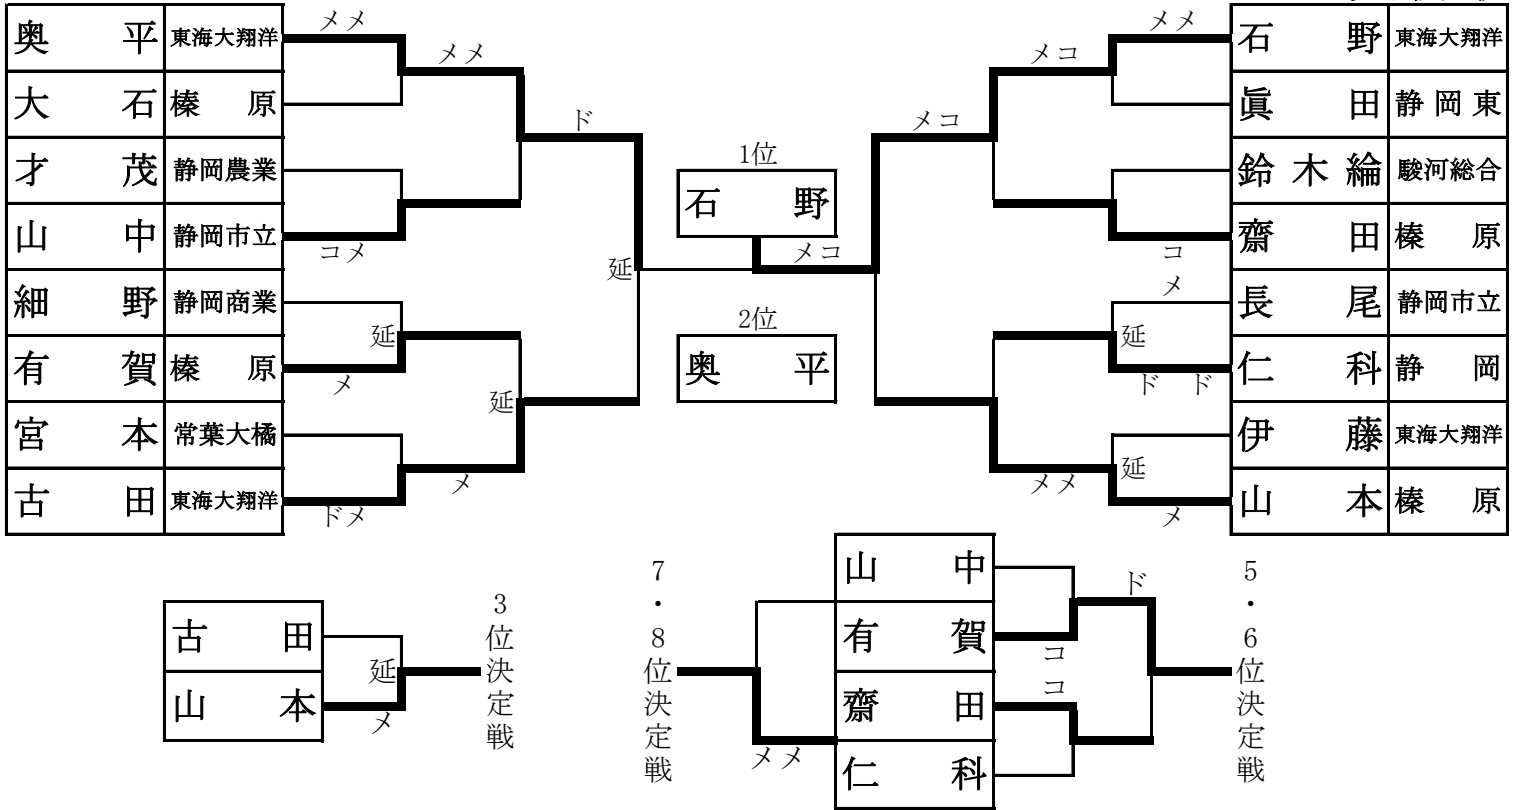 メメ
メメ
奥平 東海大翔洋
石野 東海大翔洋
メメ
メコ
大石 榛原
眞田 静岡東
ド
メコ
1位
才茂 静岡農業
鈴木綸 駿河総合
石野
山中 静岡市立
齋田 榛原
コメ
メコ
コ
延
メ
細野 静岡商業
長尾 静岡市立
2位
延
延
有賀 榛原
奥平
仁科 静岡
メ
ド ド
延
宮本 常葉大橘
伊藤 東海大翔洋
延
メ
メメ
古田 東海大翔洋
山本 榛原
ドメ
メ
古田
山本
延
メ
3位決定戦
7・8位決定戦
メメ
山中
有賀
齋田
仁科
ド
コ
コ
5・6位決定戦